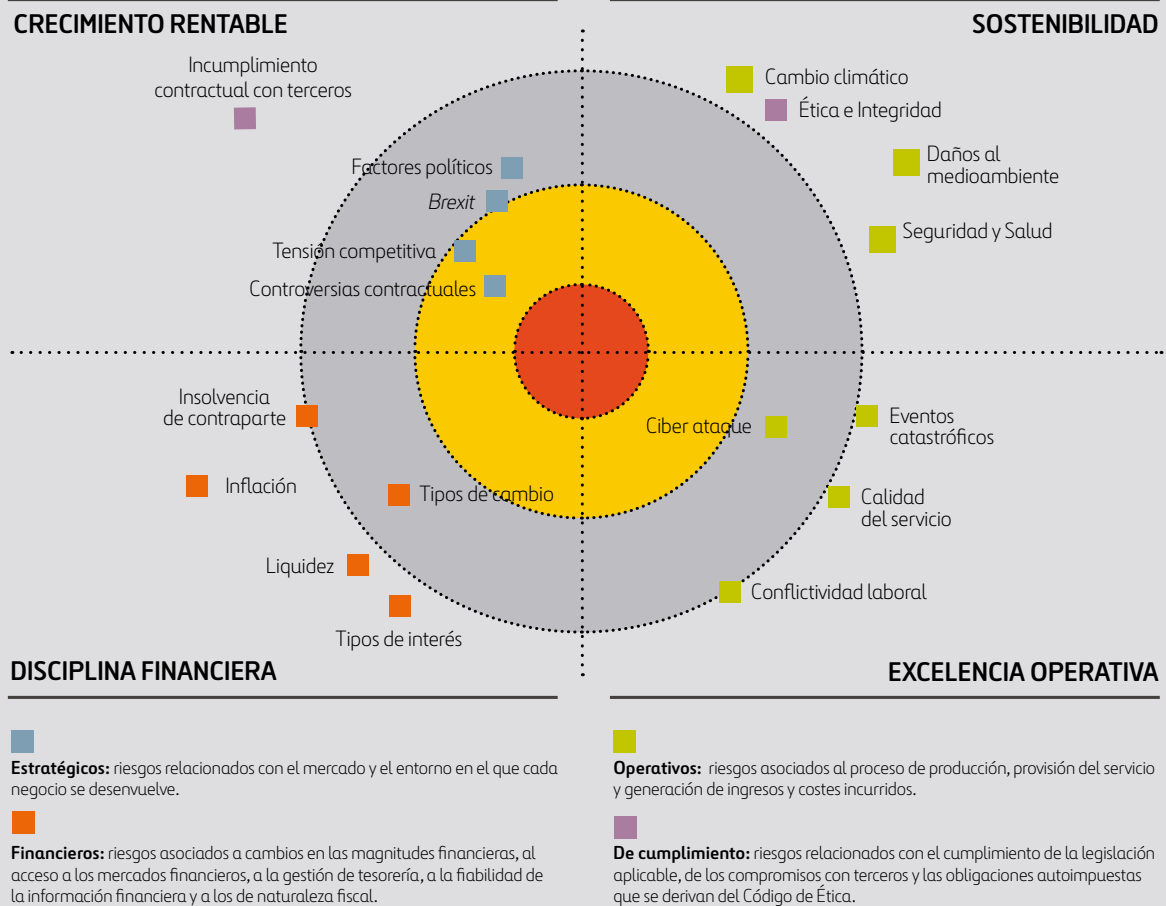 CRECIMIENTO RENTABLE
SOSTENIBILIDAD
Incumplimiento
contractual con terceros
Factores políticos
Brexit
Tensión competitiva
Controversias contractuales
Cambio climático
Ética e Integridad
Daños al
medioambiente
Seguridad y Salud
Insolvencia
de contraparte
Inflación
Tipos de cambio
Liquidez
Tipos de interés
Ciber ataque
Eventos
catastróficos
Calidad
del servicio
Conflictividad laboral
DISCIPLINA FINANCIERA
EXCELENCIA OPERATIVA
Estratégicos: riesgos relacionados con el mercado y el entorno en el que cada
negocio se desenvuelve.
Financieros: riesgos asociados a cambios en las magnitudes financieras, al
acceso a los mercados financieros, a la gestión de tesorería, a la fiabilidad de
la información financiera y a los de naturaleza fiscal.
Operativos: riesgos asociados al proceso de producción, provisión del servicio
y generación de ingresos y costes incurridos.
De cumplimiento: riesgos relacionados con el cumplimiento de la legislación
aplicable, de los compromisos con terceros y las obligaciones autoimpuestas
que se derivan del Código de Ética.